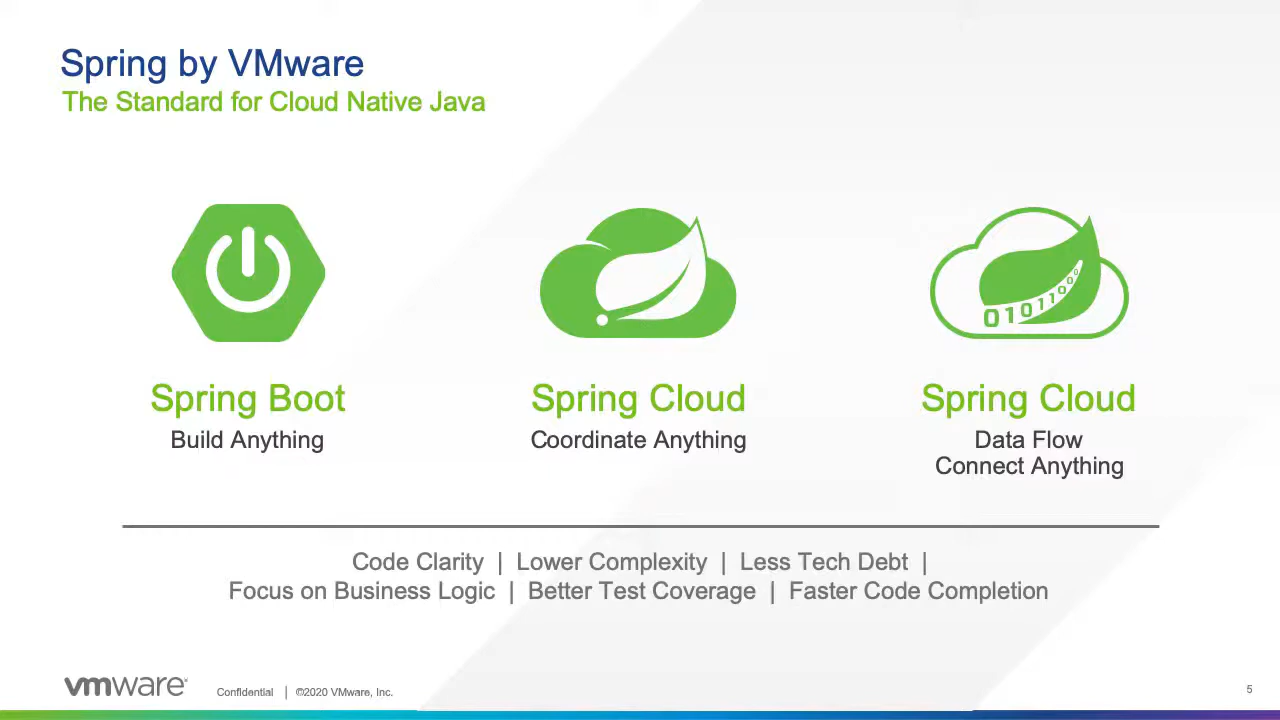 Spring by VMware
The Standard for Cloud Native Java
0101100
0
Spring Boot
Build Anything
Spring Cloud
Coordinate Anything
Spring Cloud
Data Flow
Connect Anything
Code Clarity | Lower Complexity | Less Tech Debt |
Focus on Business Logic | Better Test Coverage | Faster Code Completion
vmware®
Confidential | ©2020 VMware, Inc.
5